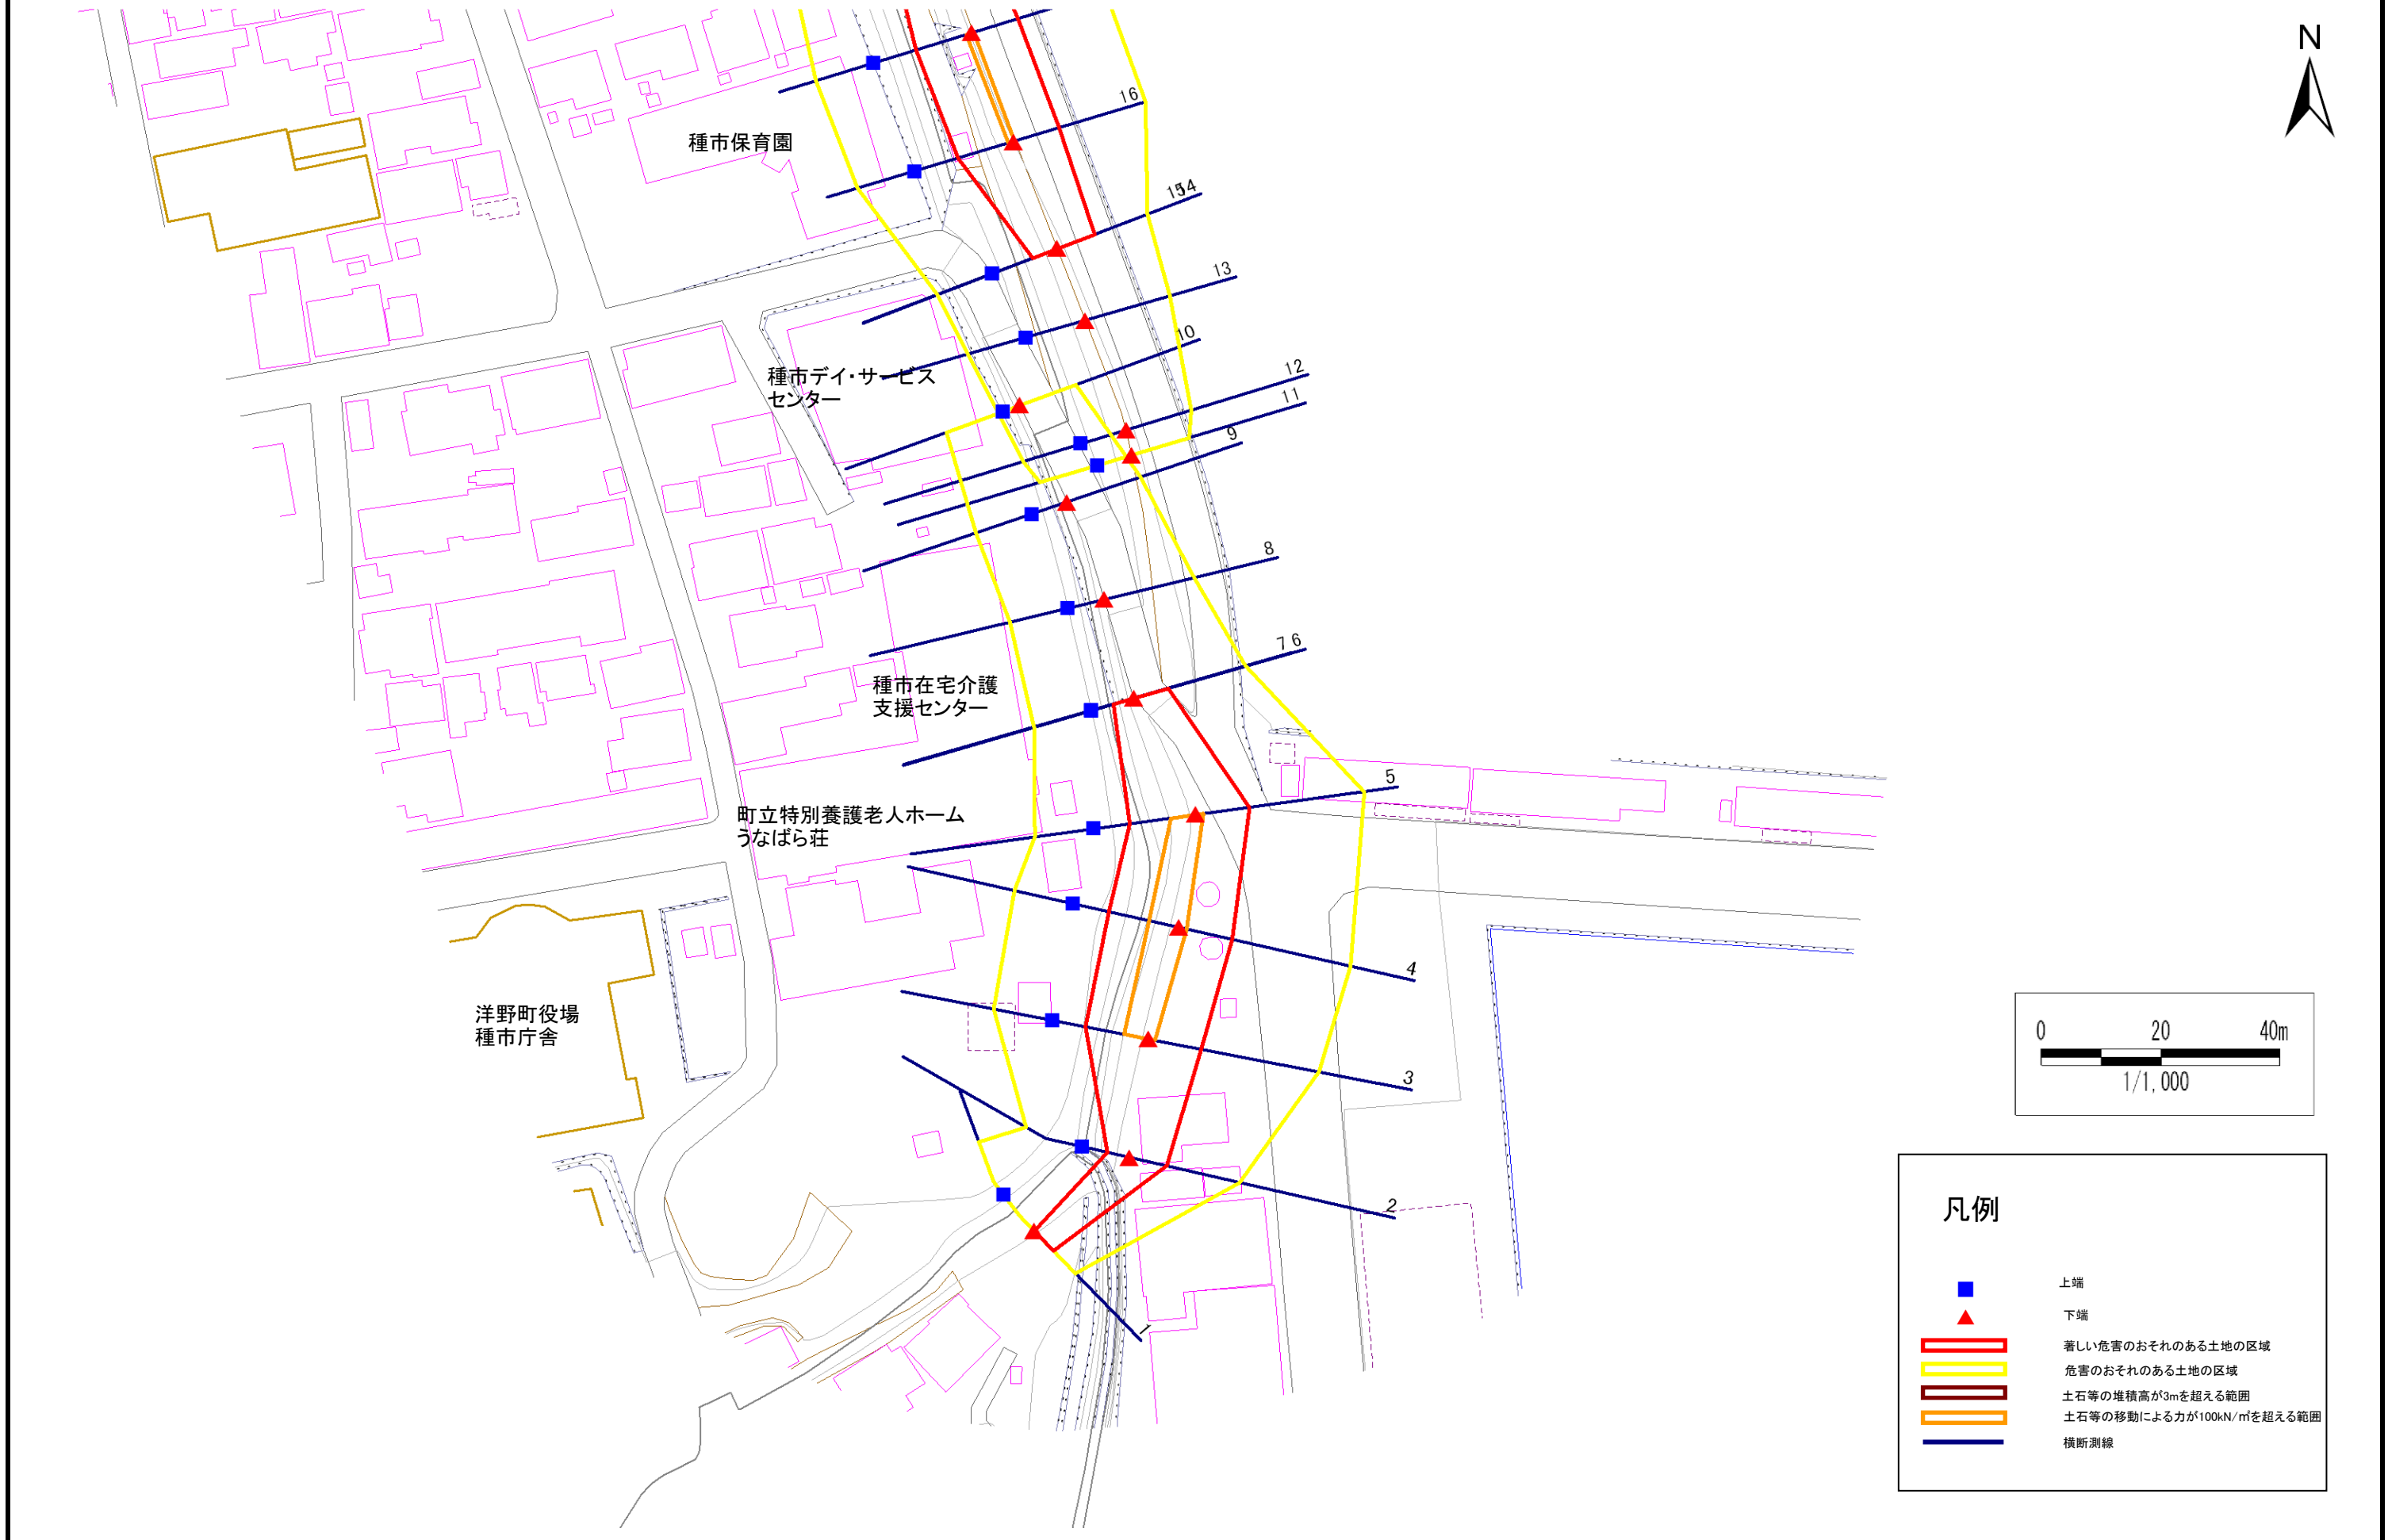 N
16
種市保育園
15
14
13
10
種市デイ・サービス
センター
12
11
9
8
7
6
種市在宅介護
支援センター
5
町立特別養護老人ホーム
うなばら荘
4
洋野町役場
種市庁舎
3
0 20 40m
1/1,000
2
1
凡例
上端
下端
著しい危害のおそれのある土地の区域
危害のおそれのある土地の区域
土石等の堆積高が3mを超える範囲
土石等の移動による力が100kN/㎡を超える範囲
横断測線